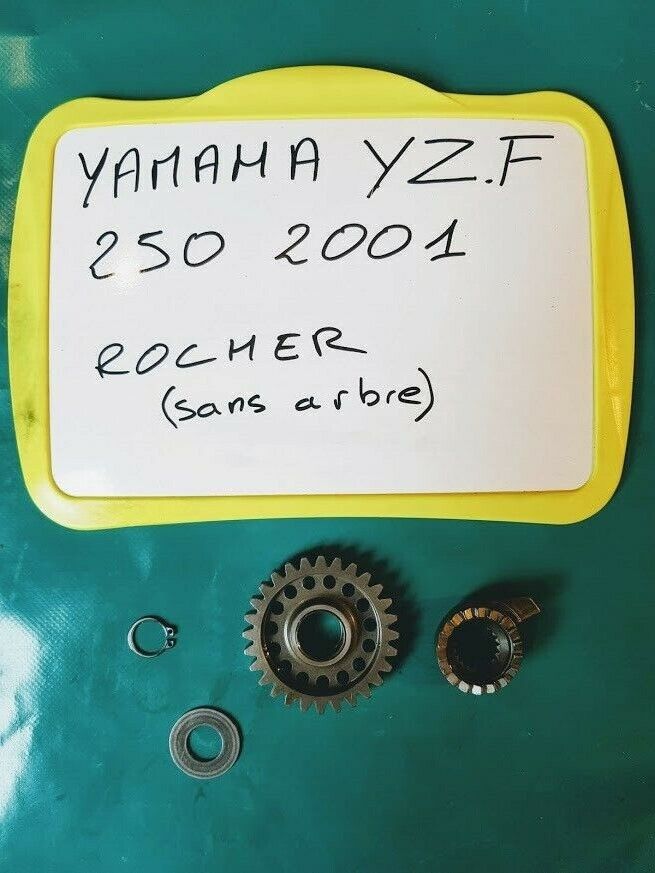 YAMAHA YZ.F
250 2001
ROCHER
(sans arbre)